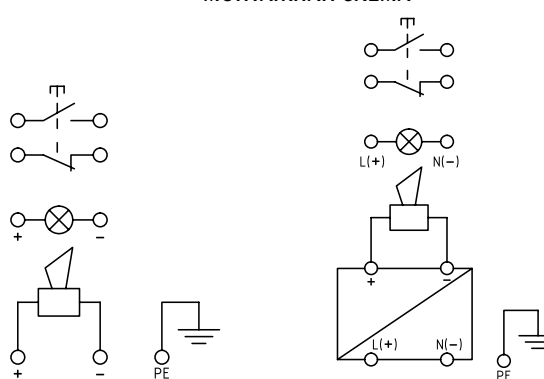 L(+) N(-)
+ -
+ -
L(+) N(-)
+ -
PE
PE